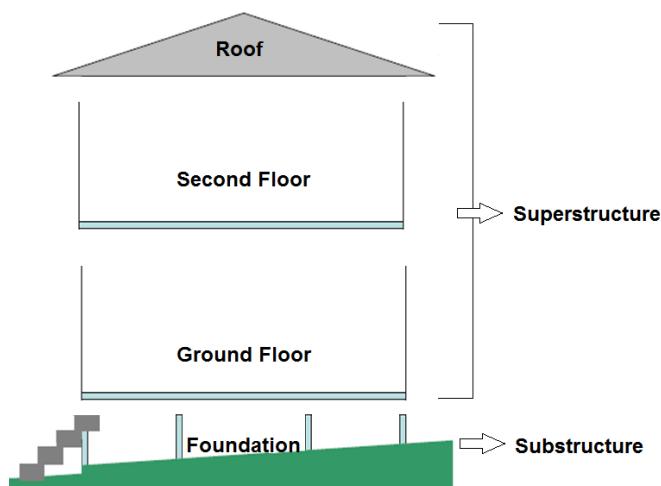 Roof
Second Floor
Superstructure
Ground Floor
Foundation
Substructure